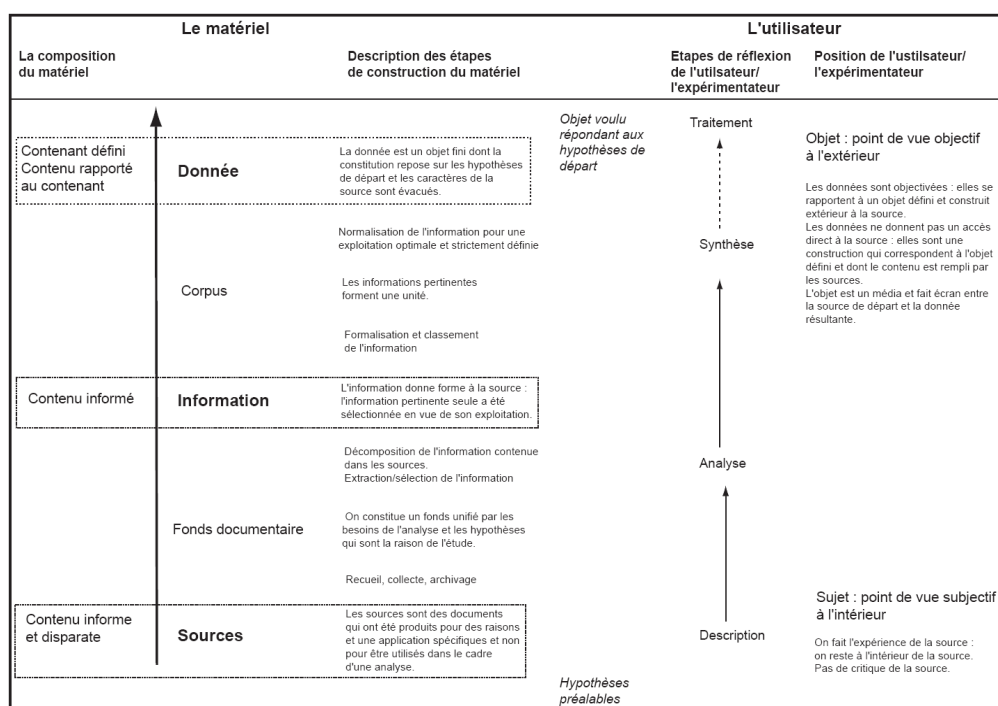 Le matériel
L'utilisateur
La composition
du matériel
Description des étapes
de construction du matériel
Etapes de réflexion
de l'utilsateur/
l'expérimentateur
Position de l'ustilsateur/
l'expérimentateur
Objet voulu
répondant aux
hypothèses de
départ
Traitement
Objet : point de vue objectif
à l'extérieur
Contenant défini
Contenu rapporté
au contenant
Donnée
La donnée est un objet fini dont la
constitution repose sur les hypothèses
de départ et les caractères de la
source sont évacués.
Les données sont objectivées : elles se
rapportent à un objet défini et construit
extérieur à la source.
Les données ne donnent pas un accès
direct à la source : elles sont une
construction qui correspondent à l'objet
défini et dont le contenu est rempli par
les sources.
L'objet est un média et fait écran entre
la source de départ et la donnée
résultante.
Normalisation de l'information pour une
exploitation optimale et strictement définie
Synthèse
Corpus
Les informations pertinentes
forment une unité.
Formalisation et classement
de l'information
Contenu informé
Information
L'information donne forme à la source :
l'information pertinente seule a été
sélectionnée en vue de son exploitation.
Décomposition de l'information contenue
dans les sources.
Extraction/sélection de l'information
Analyse
Fonds documentaire
On constitue un fonds unifié par les
besoins de l'analyse et les hypothèses
qui sont la raison de l'étude.
Recueil, collecte, archivage
Contenu informe
et disparate
Sources
Les sources sont des documents
qui ont été produits pour des raisons
et une application spécifiques et non
pour être utilisés dans le cadre
d'une analyse.
Description
Sujet : point de vue subjectif
à l'intérieur
On fait l'expérience de la source :
on reste à l'intérieur de la source.
Pas de critique de la source.
Hypothèses
préalables